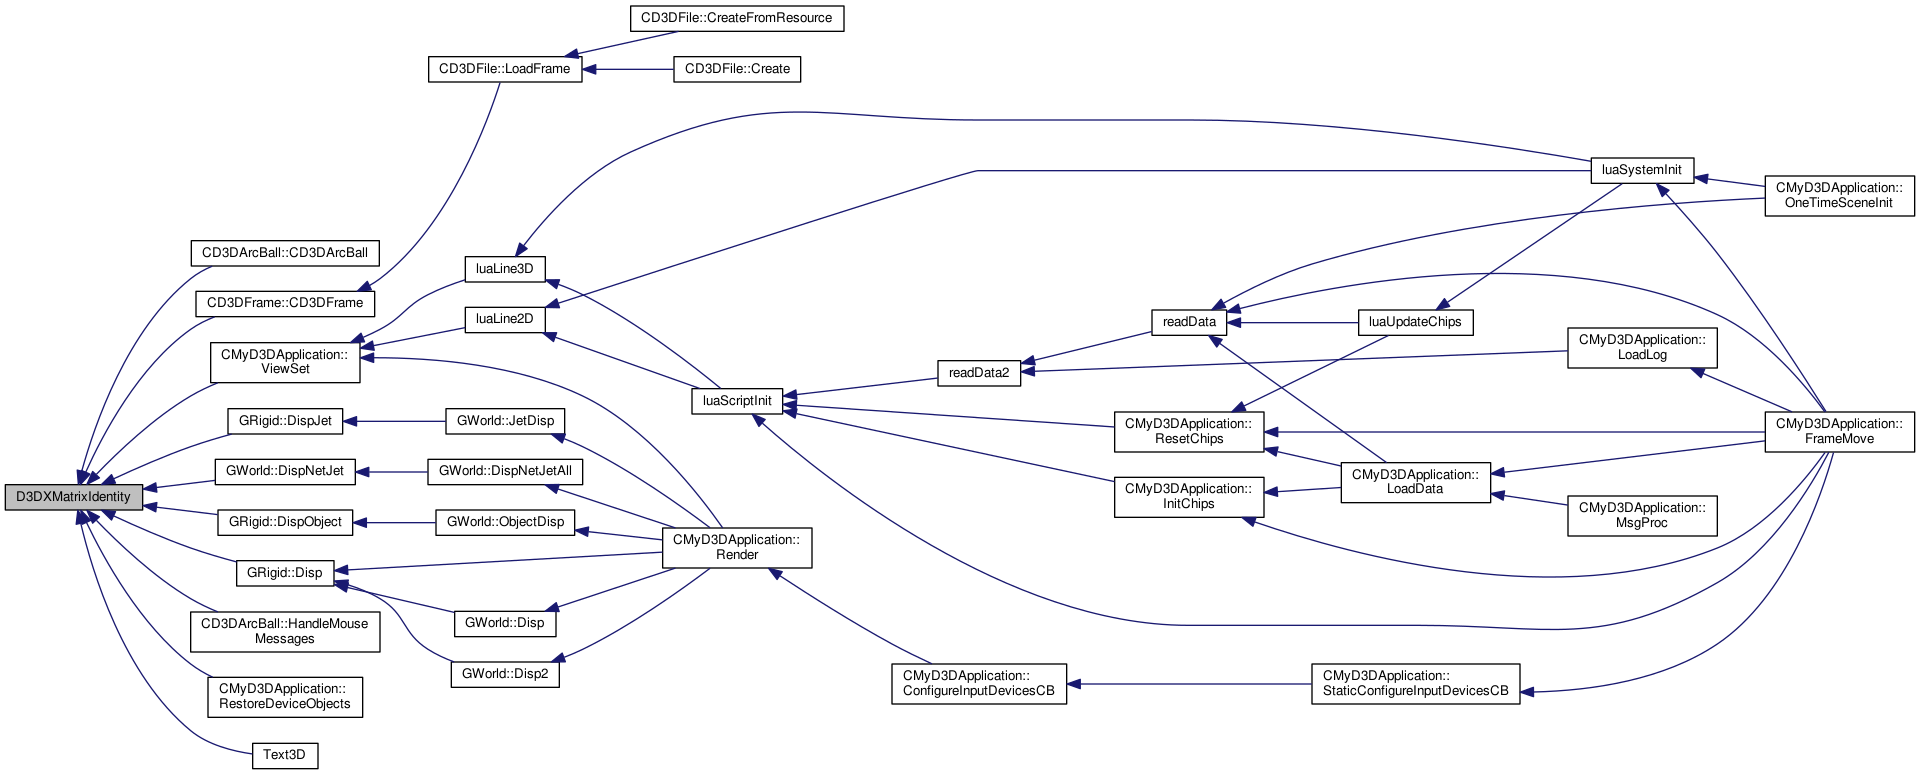 CD3DFile::CreateFromResource
CD3DFile::LoadFrame
CD3DFile::Create
luaSystemInit
CMyD3DApplication::
OneTimeSceneInit
CD3DArcBall::CD3DArcBall
luaLine3D
CD3DFrame::CD3DFrame
luaLine2D
readData
luaUpdateChips
CMyD3DApplication::
ViewSet
CMyD3DApplication::
LoadLog
readData2
luaScriptInit
GRigid::DispJet
GWorld::JetDisp
CMyD3DApplication::
ResetChips
CMyD3DApplication::
FrameMove
GWorld::DispNetJet
GWorld::DispNetJetAll
CMyD3DApplication::
LoadData
D3DXMatrixIdentity
CMyD3DApplication::
InitChips
CMyD3DApplication::
MsgProc
GRigid::DispObject
GWorld::ObjectDisp
CMyD3DApplication::
Render
GRigid::Disp
GWorld::Disp
CD3DArcBall::HandleMouse
Messages
GWorld::Disp2
CMyD3DApplication::
ConfigureInputDevicesCB
CMyD3DApplication::
StaticConfigureInputDevicesCB
CMyD3DApplication::
RestoreDeviceObjects
Text3D